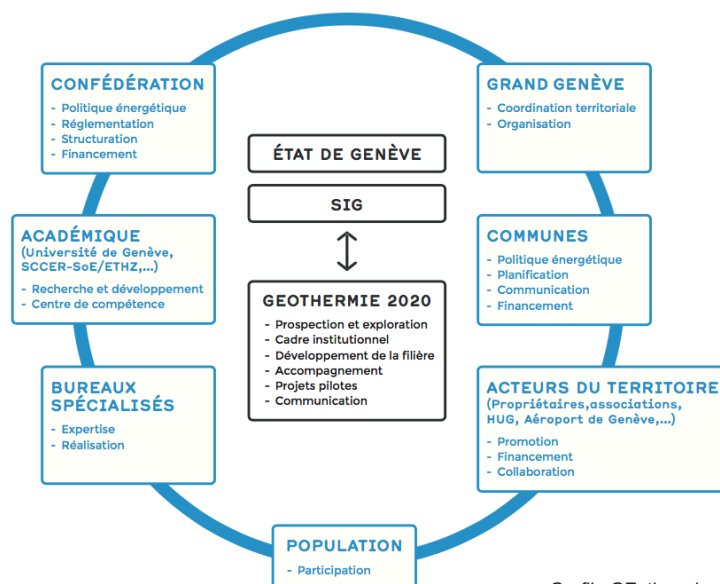 CONFÉDÉRATION
- Politique énergétique
- Réglementation
- Structuration
- Financement
GRAND GENÈVE
- Coordination territoriale
- Organisation
ÉTAT DE GENÈVE
SIG
ACADÉMIQUE
(Université de Genève,
SCCER-SoE/ETHZ,...)
- Recherche et développement
- Centre de compétence
COMMUNES
- Politique énergétique
- Planification
- Communication
- Financement
GEOTHERMIE 2020
- Prospection et exploration
- Cadre institutionnel
- Développement de la filière
- Accompagnement
- Projets pilotes
- Communication
BUREAUX
SPÉCIALISÉS
- Expertise
- Réalisation
ACTEURS DU TERRITOIRE
(Propriétaires,associations,
HUG, Aéroport de Genève,...)
- Promotion
- Financement
- Collaboration
POPULATION
- Participation